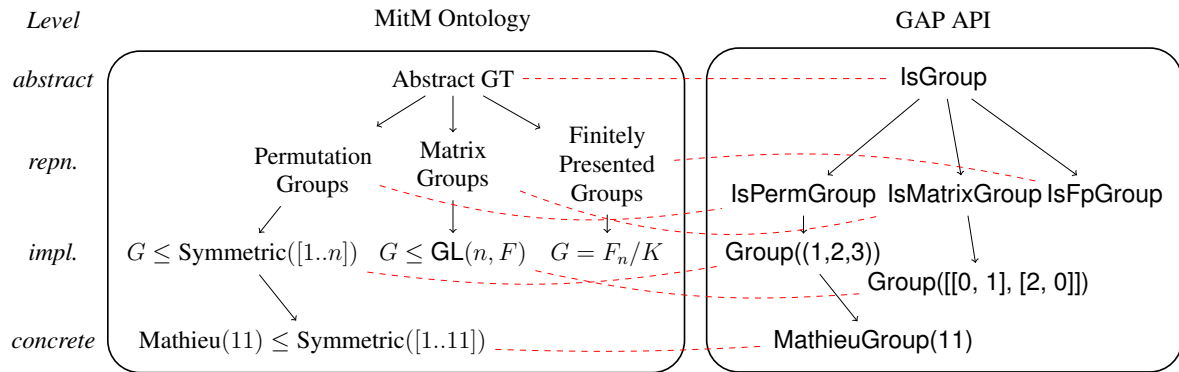 Level MitM Ontology GAP API
abstract Abstract GT IsGroup
repn. Permutation Groups Matrix Groups Finitely Presented Groups
IsPermGroup IsMatrixGroup IsFpGroup
impl. G ≤ Symmetric([1..n]) G ≤ GL(n, F) G = Fₙ/K Group((1,2,3))
Group([[0, 1], [2, 0]])
concrete Mathieu(11) ≤ Symmetric([1..11]) MathieuGroup(11)